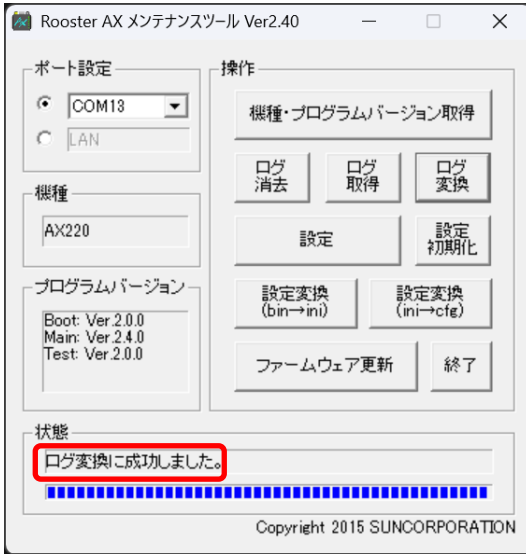 Rooster AX メンテナンスツール Ver2.40
ポート設定
COM13
LAN
機種
AX220
プログラムバージョン
Boot: Ver.2.0.0
Main: Ver.2.4.0
Test: Ver.2.0.0
操作
機種・プログラムバージョン取得
ログ
消去
ログ
取得
ログ
変換
設定
設定
初期化
設定変換
(bin→ini)
設定変換
(ini→cfg)
ファームウェア更新
終了
状態
ログ変換に成功しました。
Copyright 2015 SUNCORPORATION